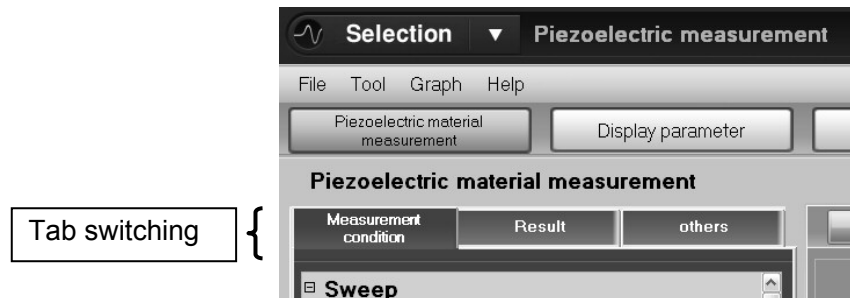 Selection ▼ Piezoelectric measurement
File Tool Graph Help
Piezoelectric material
measurement
Display parameter
Piezoelectric material measurement
Tab switching
Measurement
condition
Result
others
Sweep